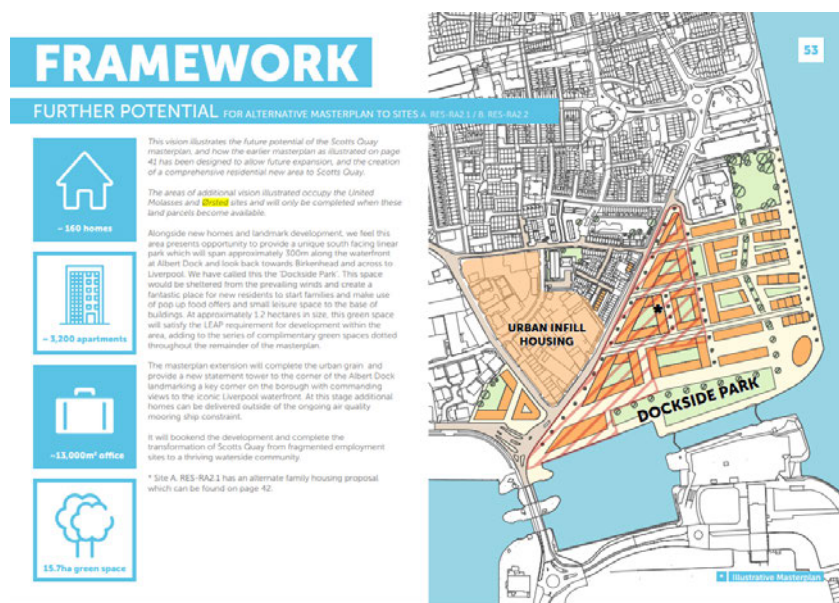 FRAMEWORK
53
FURTHER POTENTIAL FOR ALTERNATIVE MASTERPLAN TO SITES A. RES-RA2.1 / B. RES-RA2.2
~ 160 homes
~ 3,200 apartments
~13,000m² office
15.7ha green space
This vision illustrates the future potential of the Scotts Quay
masterplan, and how the earlier masterplan as illustrated on page
41 has been designed to allow future expansion, and the creation
of a comprehensive residential new area to Scotts Quay.
The areas of additional vision illustrated occupy the United
Molasses and Ørsted sites and will only be completed when these
land parcels become available.
Alongside new homes and landmark development, we feel this
area presents opportunity to provide a unique south facing linear
park which will span approximately 300m along the waterfront
at Albert Dock and look back towards Birkenhead and across to
Liverpool. We have called this the 'Dockside Park'. This space
would be sheltered from the prevailing winds and create a
fantastic place for new residents to start families and make use
of pop up food offers and small leisure space to the base of
buildings. At approximately 1.2 hectares in size, this green space
will satisfy the LEAP requirement for development within the
area, adding to the series of complimentary green spaces dotted
throughout the remainder of the masterplan.
The masterplan extension will complete the urban grain and
provide a new statement tower to the corner of the Albert Dock
landmarking a key corner on the borough with commanding
views to the iconic Liverpool waterfront. At this stage additional
homes can be delivered outside of the ongoing air quality
mooring ship constraint.
It will bookend the development and complete the
transformation of Scotts Quay from fragmented employment
sites to a thriving waterside community.
* Site A. RES-RA2.1 has an alternate family housing proposal
which can be found on page 42.
URBAN INFILL
HOUSING
*
DOCKSIDE PARK
Illustrative Masterplan